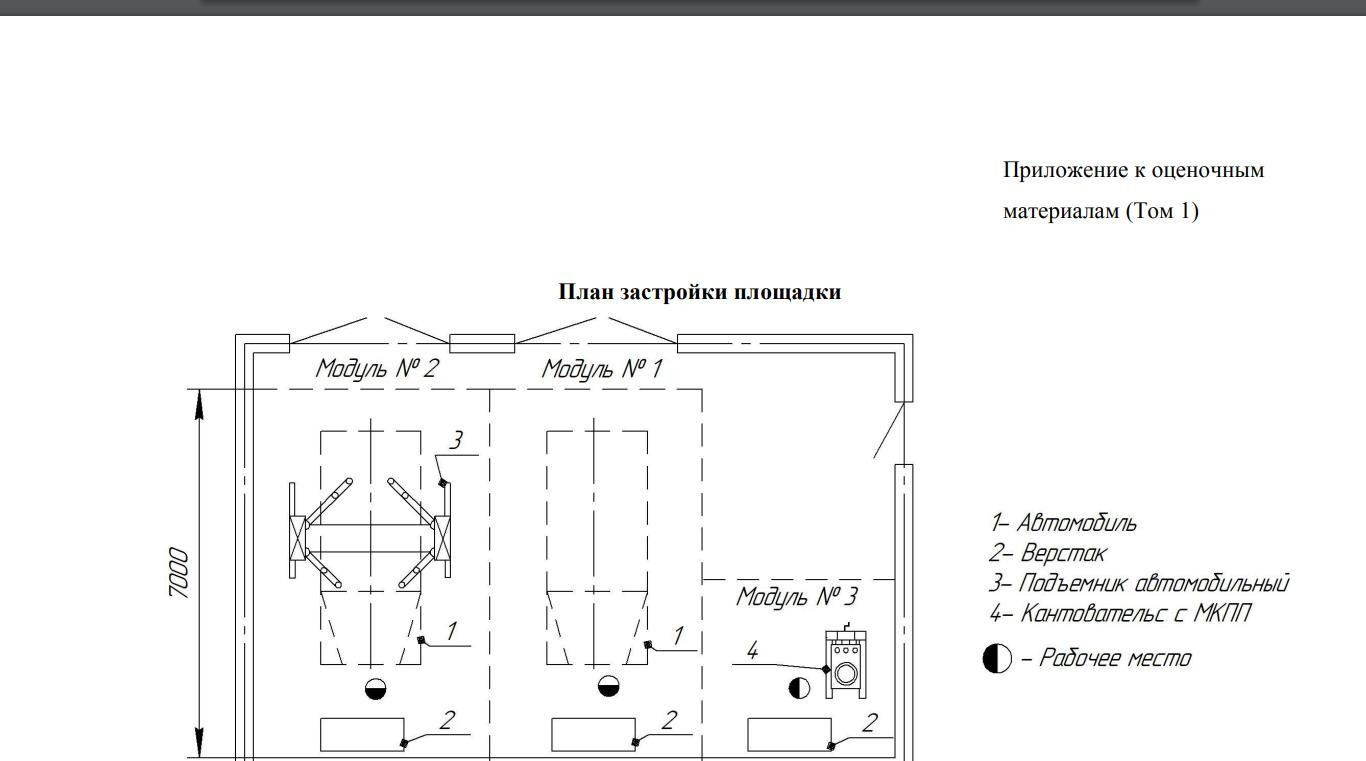 Приложение к оценочным
материалам (Том 1)
План застройки площадки
Модуль № 2
Модуль № 1
3
7000
1- Автомобиль
2- Верстак
3- Подъемник автомобильный
4- Кантовательс с МКПП
- Рабочее место
Модуль № 3
1
1
4
2
2
2